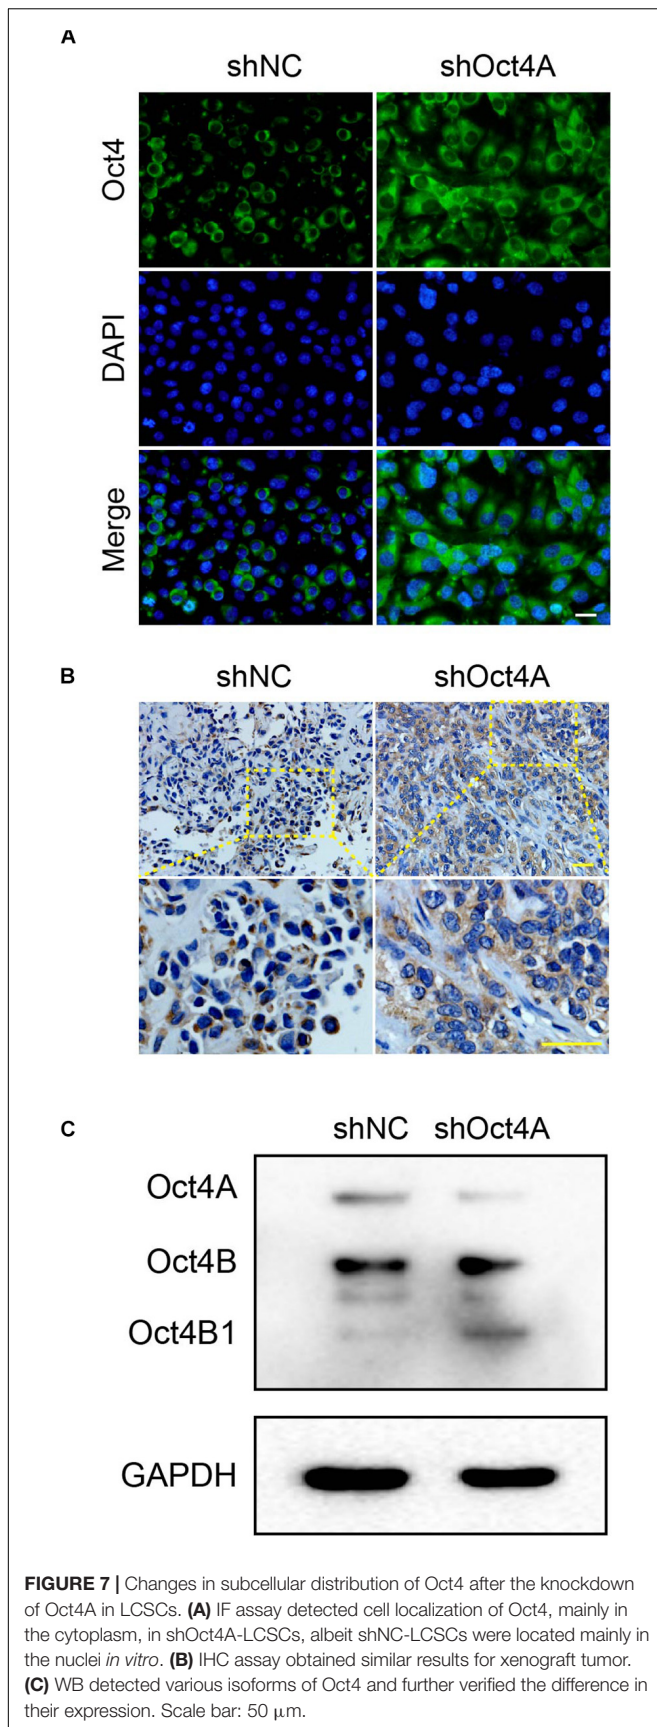 A
shNC shOct4A
Oct4
DAPI
Merge
B
shNC shOct4A
C
shNC shOct4A
Oct4A
Oct4B
Oct4B1
GAPDH
FIGURE 7 | Changes in subcellular distribution of Oct4 after the knockdown
of Oct4A in LCSCs. (A) IF assay detected cell localization of Oct4, mainly in
the cytoplasm, in shOct4A-LCSCs, albeit shNC-LCSCs were located mainly in
the nuclei in vitro. (B) IHC assay obtained similar results for xenograft tumor.
(C) WB detected various isoforms of Oct4 and further verified the difference in
their expression. Scale bar: 50 μm.